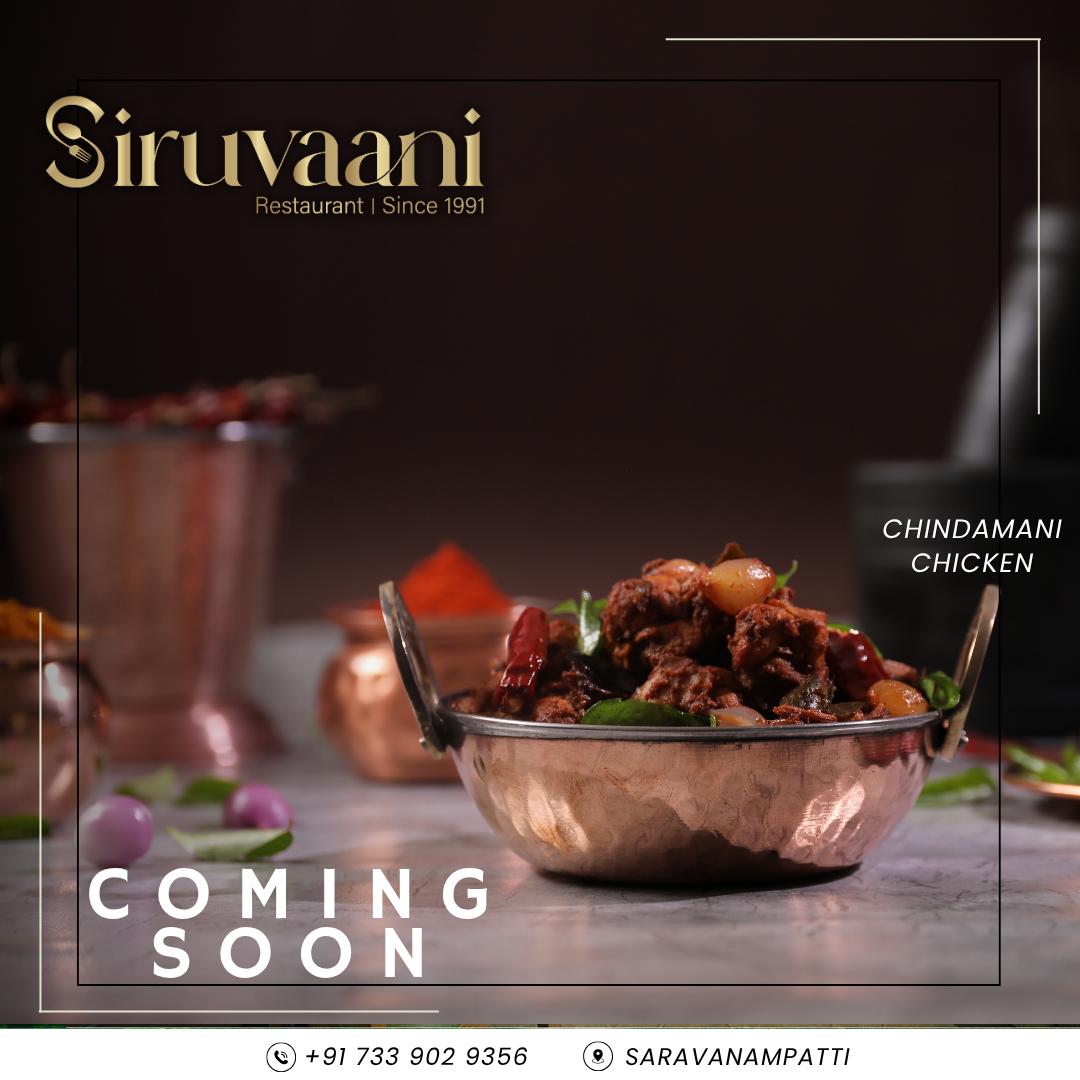 Siruvaani
Restaurant | Since 1991
CHINDAMANI
CHICKEN
COMING
SOON
+91 733 902 9356
SARAVANAMPATTI